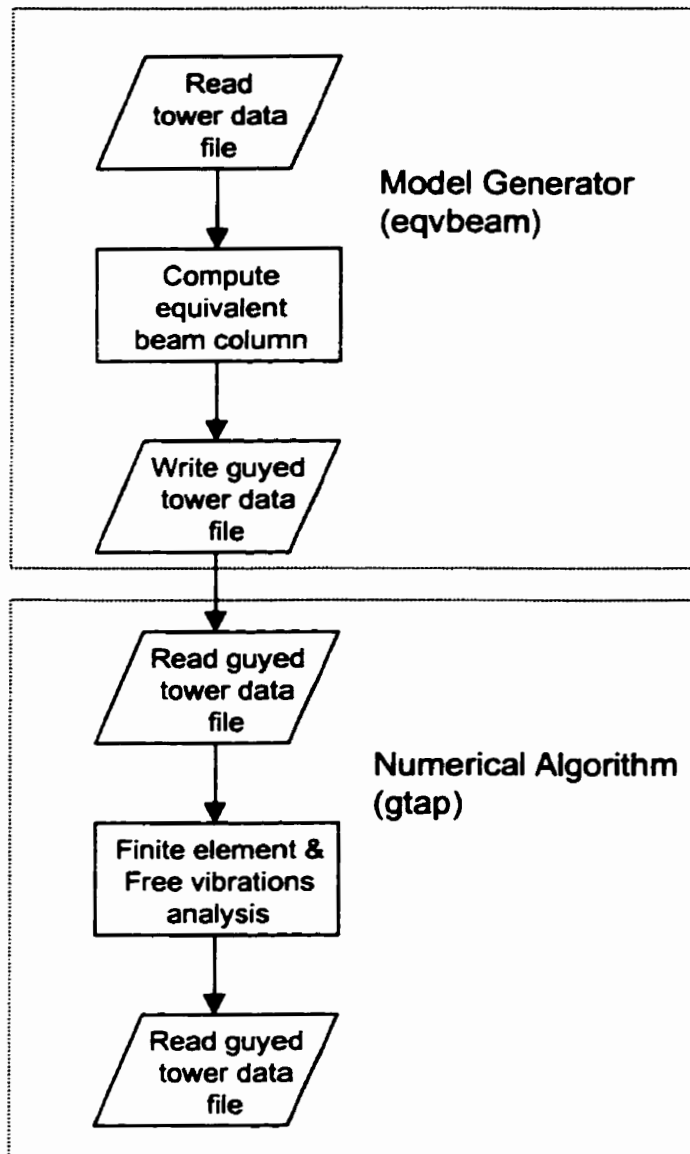 Read
tower data
file
Model Generator
(eqvbeam)
Compute
equivalent
beam column
Write guyed
tower data
file
Read guyed
tower data
file
Numerical Algorithm
(gtap)
Finite element &
Free vibrations
analysis
Read guyed
tower data
file